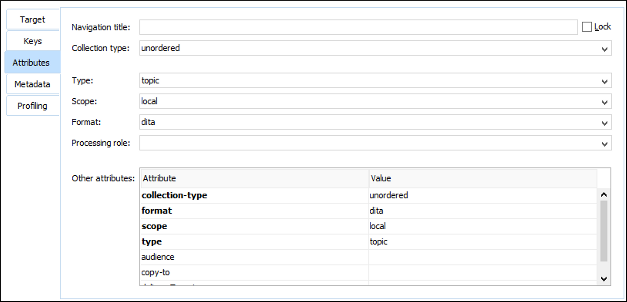 Target
Keys
Attributes
Metadata
Profiling
Navigation title:
Lock
Collection type: unordered
Type: topic
Scope: local
Format: dita
Processing role:
Other attributes:
Attribute Value
collection-type unordered
format dita
scope local
type topic
audience
copy-to